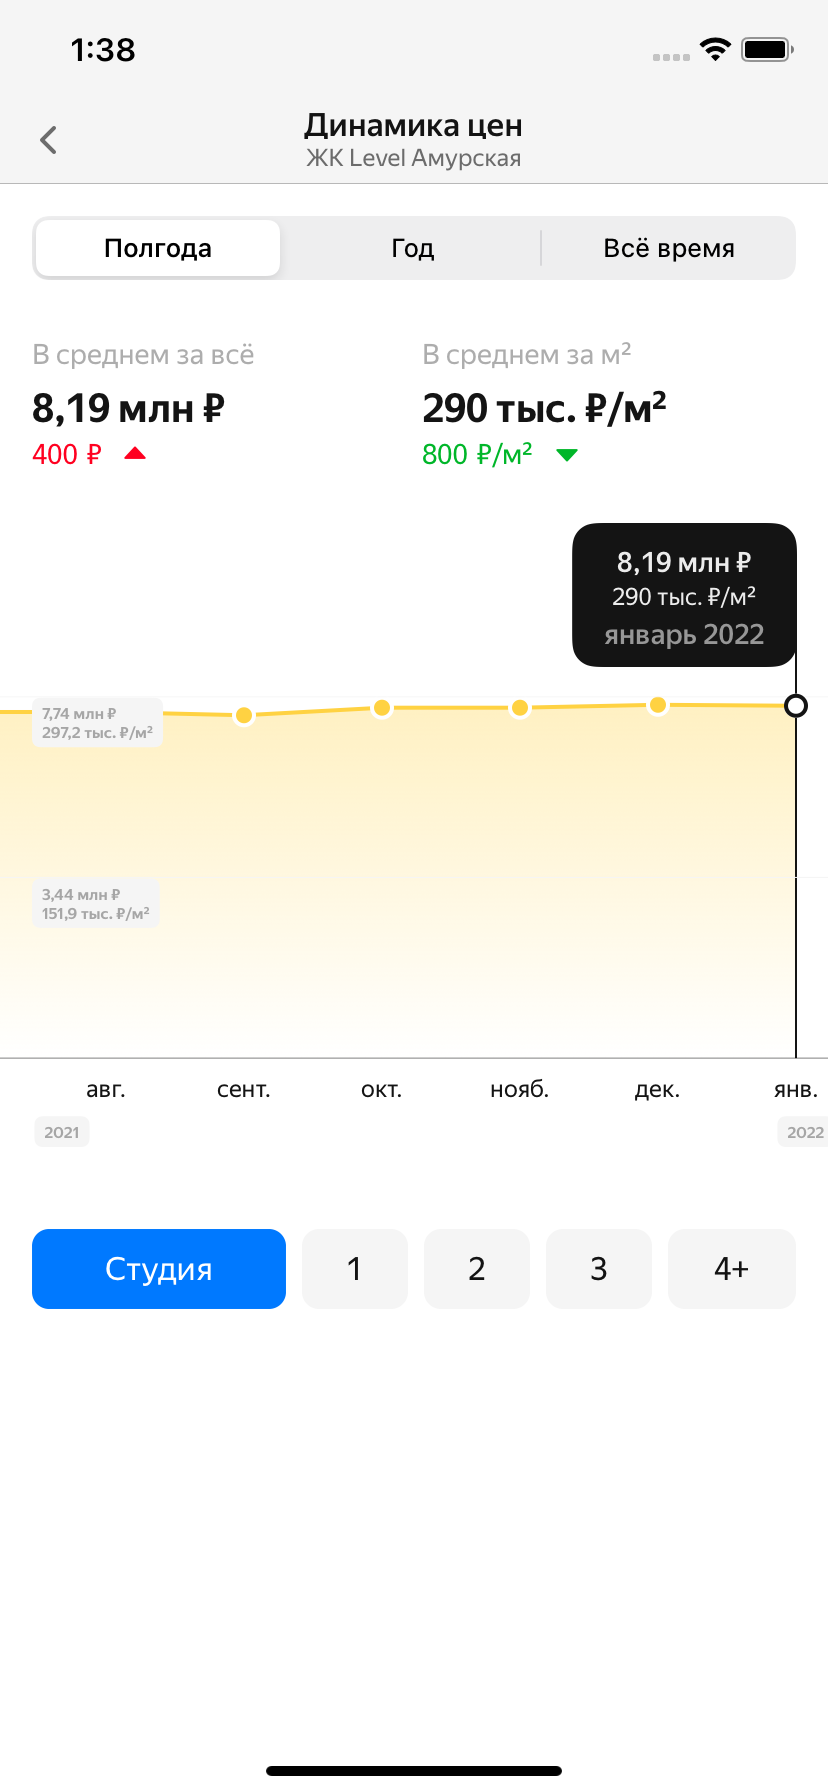 1:38
Динамика цен
ЖК Level Амурская
Полгода
Год
Всё время
В среднем за всё
8,19 млн ₽
400 ₽
В среднем за м²
290 тыс. ₽/м²
800 ₽/м²
8,19 млн ₽
290 тыс. ₽/м²
январь 2022
7,74 млн ₽
297,2 тыс. ₽/м²
3,44 млн ₽
151,9 тыс. ₽/м²
авг.
сент.
окт.
нояб.
дек.
янв.
2021
2022
Студия
1
2
3
4+